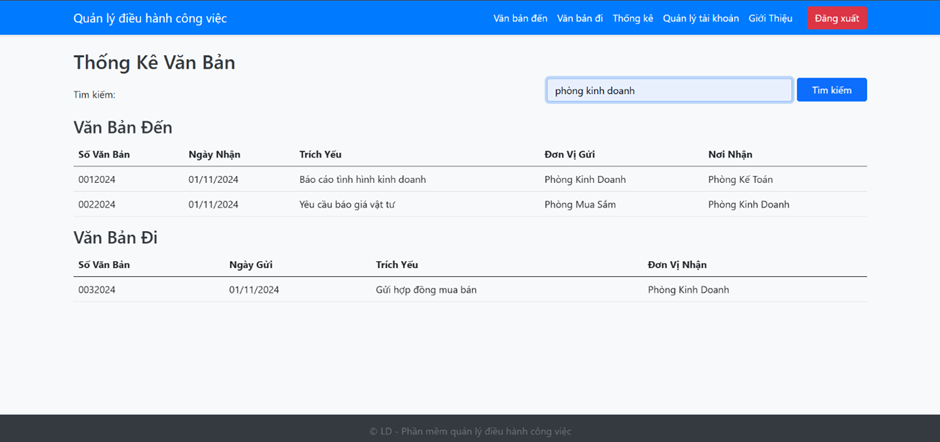 Quản lý điều hành công việc Văn bản đến Văn bản đi Thống kê Quản lý tài khoản Giới Thiệu Đăng xuất
Thống Kê Văn Bản
Tìm kiếm: phòng kinh doanh Tìm kiếm
Văn Bản Đến
Số Văn Bản Ngày Nhận Trích Yếu Đơn Vị Gửi Nơi Nhận
0012024 01/11/2024 Báo cáo tình hình kinh doanh Phòng Kinh Doanh Phòng Kế Toán
0022024 01/11/2024 Yêu cầu báo giá vật tư Phòng Mua Sắm Phòng Kinh Doanh
Văn Bản Đi
Số Văn Bản Ngày Gửi Trích Yếu Đơn Vị Nhận
0032024 01/11/2024 Gửi hợp đồng mua bán Phòng Kinh Doanh
© LD - Phần mềm quản lý điều hành công việc